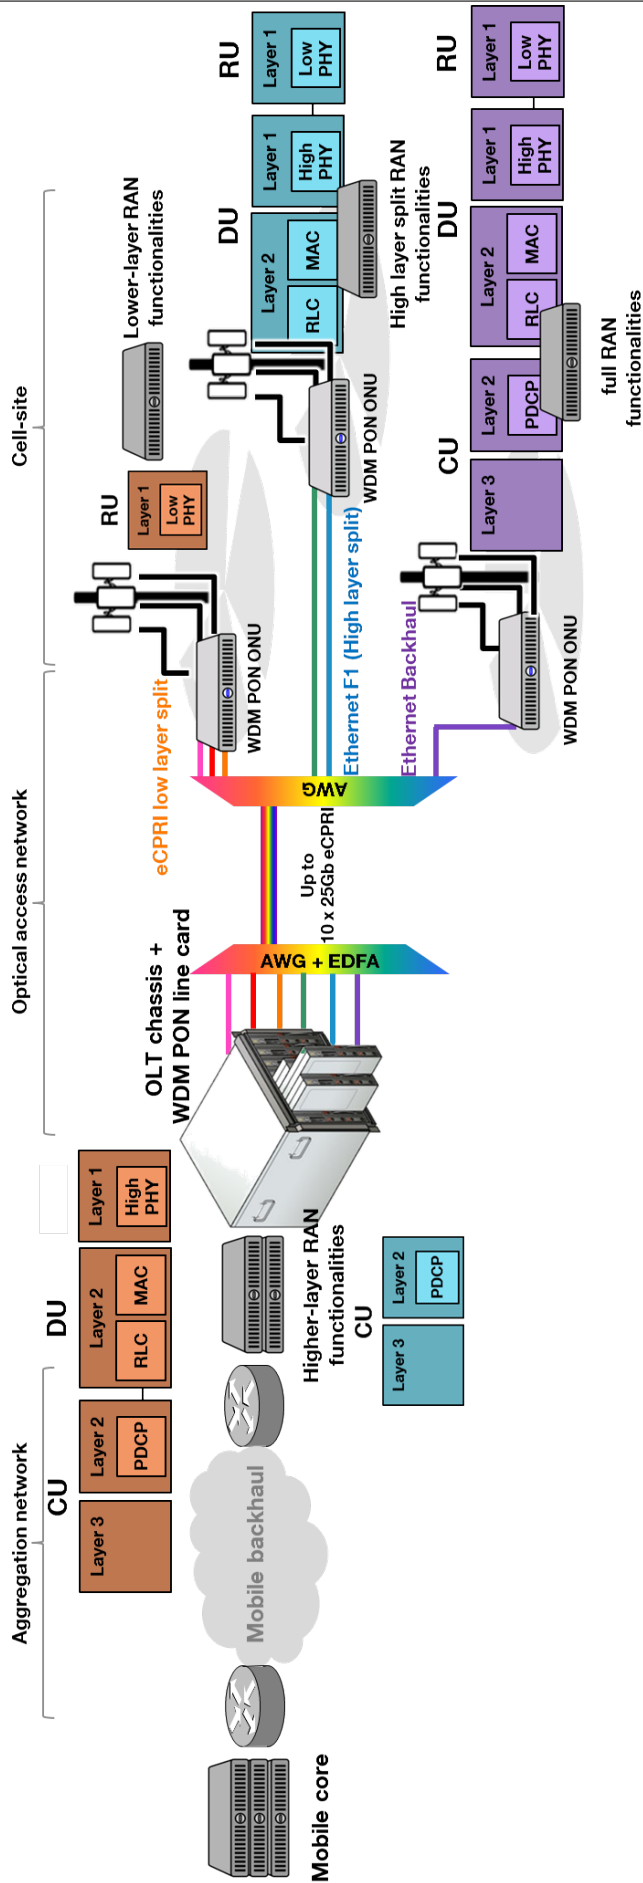 Aggregation network
Optical access network
Cell-site
CU
DU
Layer 3
Layer 2
PDCP
Layer 2
RLC
MAC
Layer 1
High
PHY
OLT chassis +
WDM PON line card
eCPRI low layer split
RU
Layer 1
Low
PHY
Lower-layer RAN
functionalities
WDM PON ONU
RU
Layer 1
Low
PHY
Layer 1
High
PHY
DU
Layer 2
RLC
MAC
High layer split RAN
functionalities
WDM PON ONU
Mobile core
Mobile backhaul
Higher-layer RAN
functionalities
AWG + EDFA
Up to
10 x 25Gb eCPRI
AWG
Ethernet F1 (High layer split)
Ethernet Backhaul
CU
Layer 3
Layer 2
PDCP
WDM PON ONU
CU
Layer 3
Layer 2
PDCP
DU
Layer 2
RLC
MAC
Layer 1
High
PHY
RU
Layer 1
Low
PHY
full RAN
functionalities